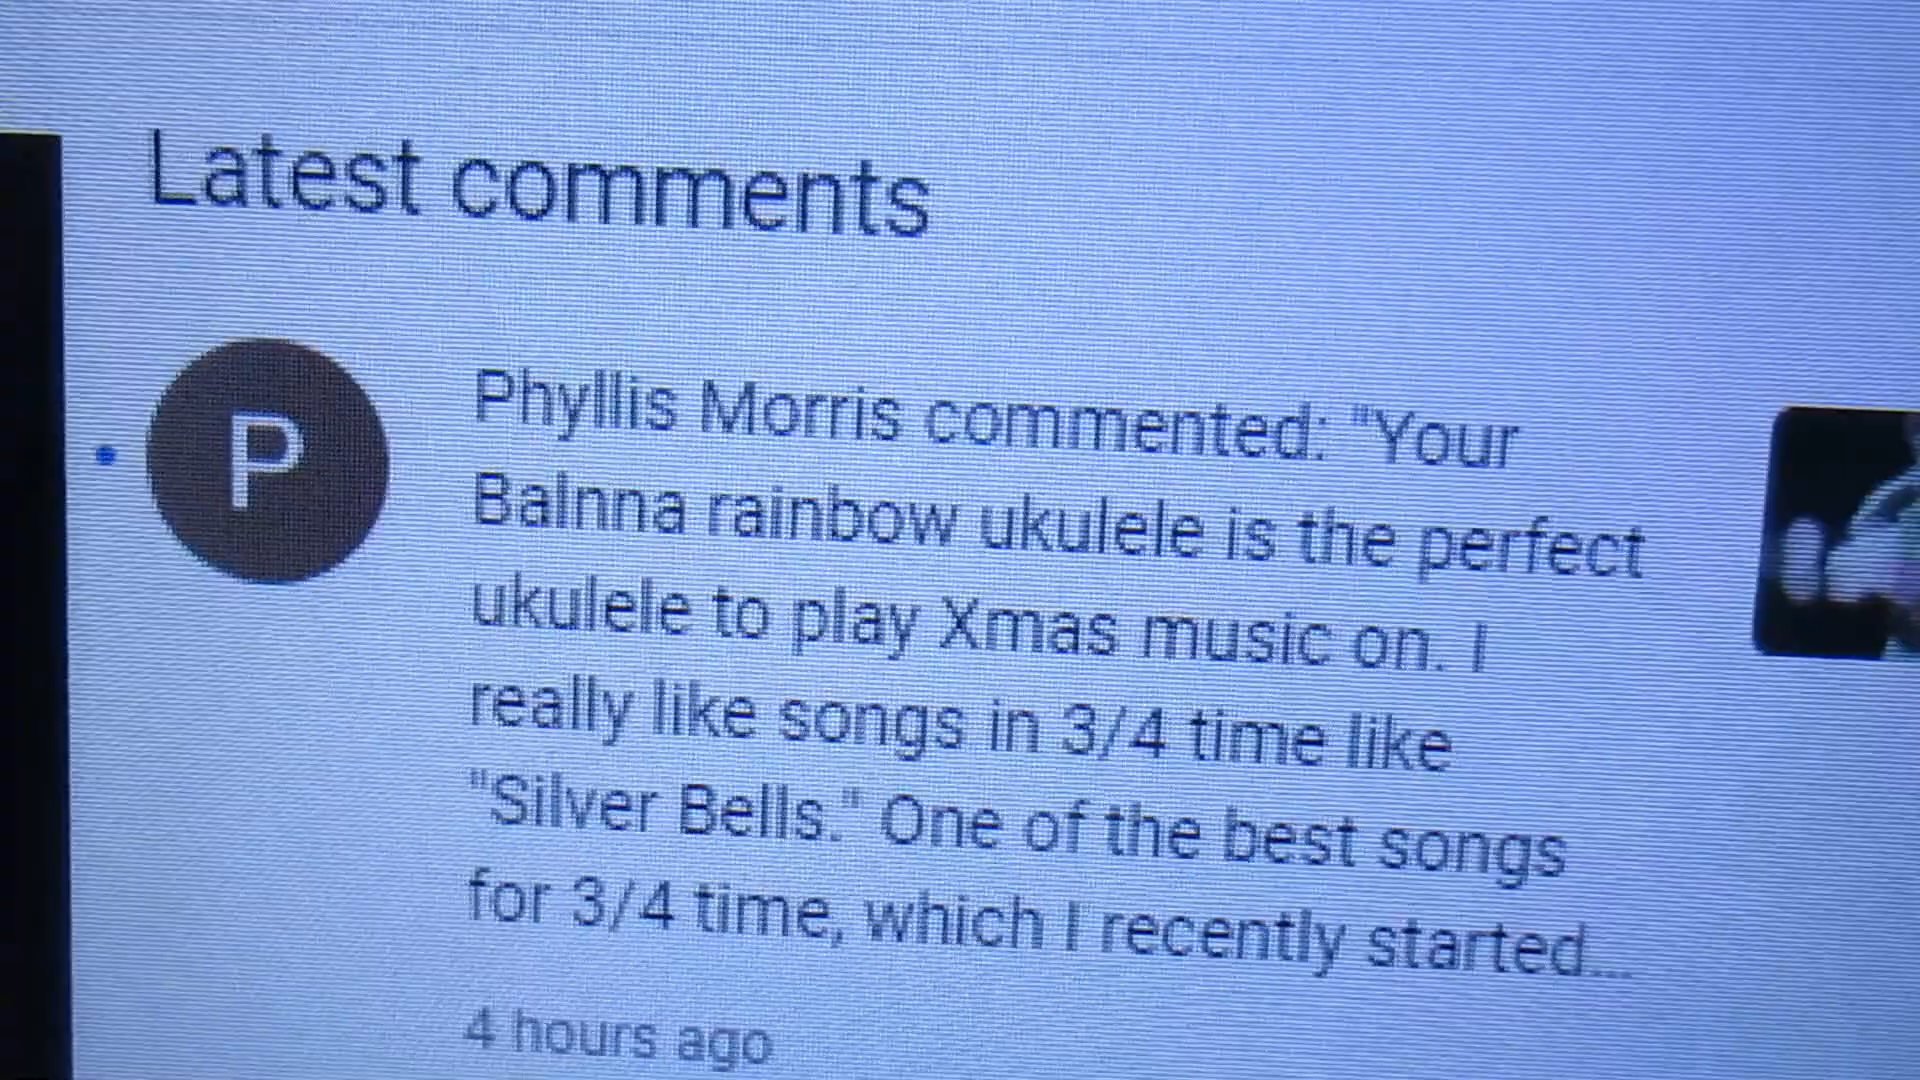 Latest comments
P
Phyllis Morris commented: "Your
Balnna rainbow ukulele is the perfect
ukulele to play Xmas music on. I
really like songs in 3/4 time like
"Silver Bells." One of the best songs
for 3/4 time, which I recently started...
4 hours ago